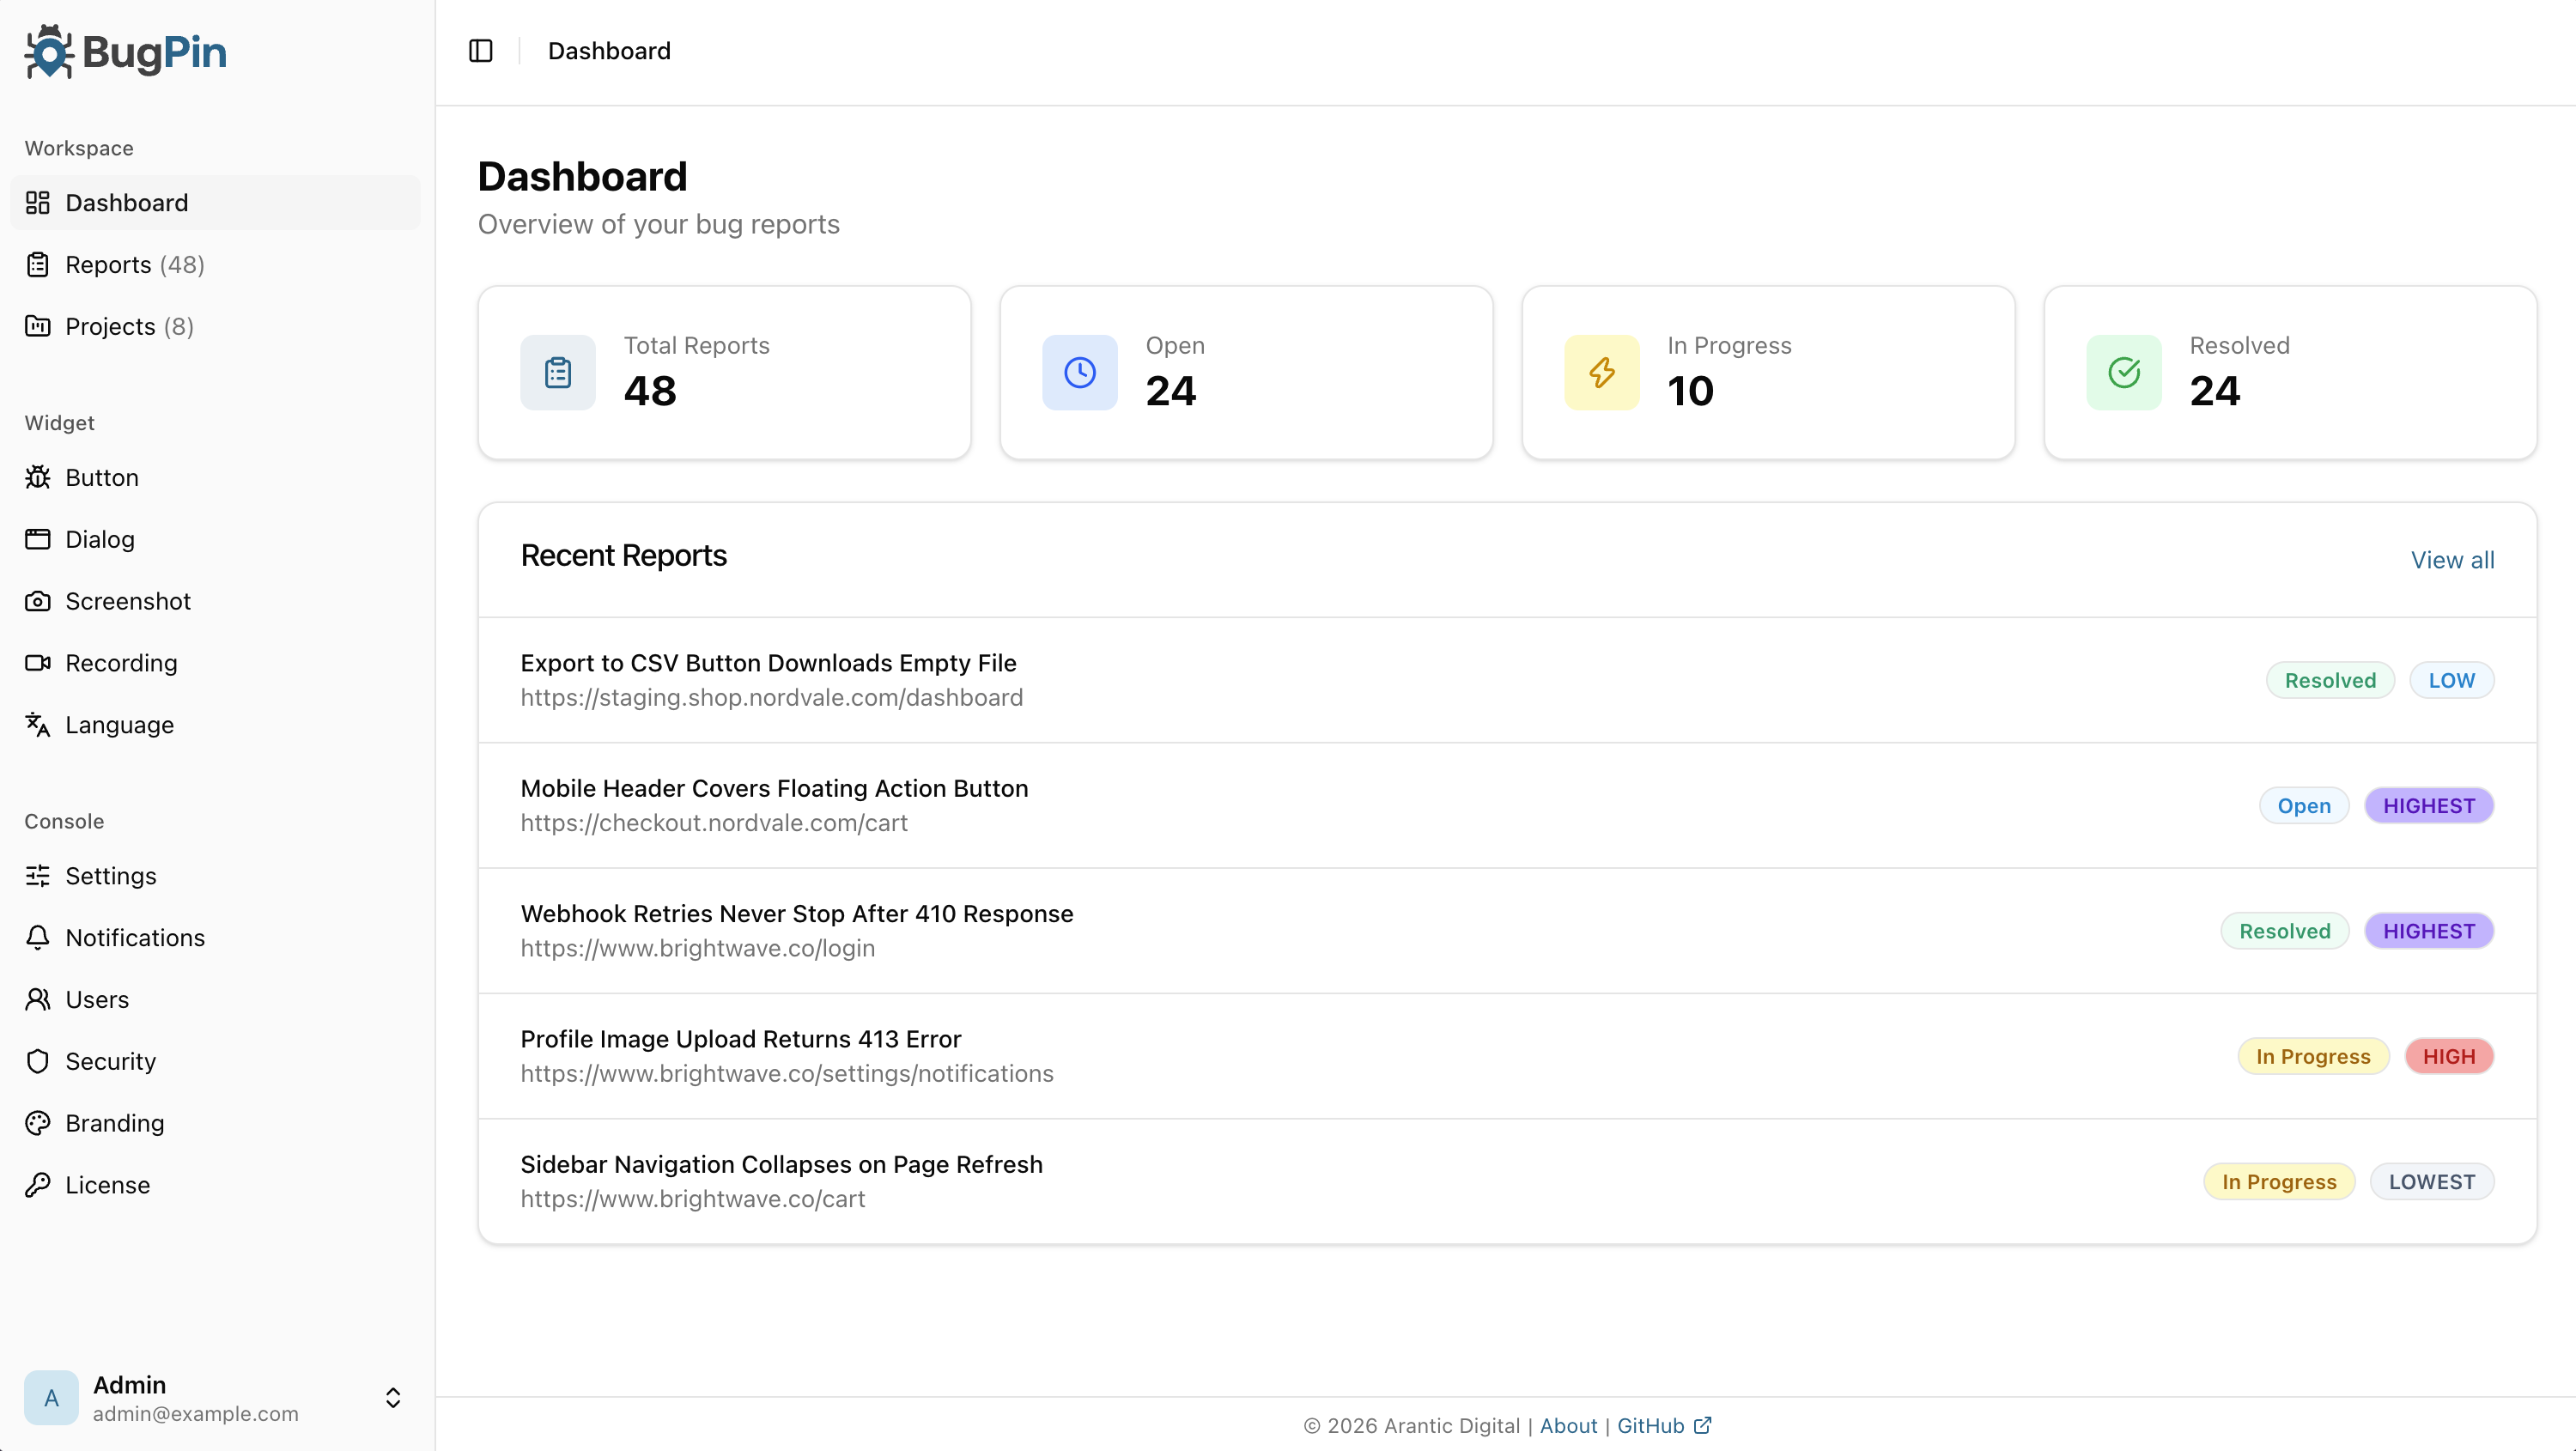 BugPin
Workspace
Dashboard
Reports (48)
Projects (8)
Widget
Button
Dialog
Screenshot
Recording
Language
Console
Settings
Notifications
Users
Security
Branding
License
A
Admin
admin@example.com
Dashboard
Dashboard
Overview of your bug reports
Total Reports
48
Open
24
In Progress
10
Resolved
24
Recent Reports
View all
Export to CSV Button Downloads Empty File
https://staging.shop.nordvale.com/dashboard
Resolved LOW
Mobile Header Covers Floating Action Button
https://checkout.nordvale.com/cart
Open HIGHEST
Webhook Retries Never Stop After 410 Response
https://www.brightwave.co/login
Resolved HIGHEST
Profile Image Upload Returns 413 Error
https://www.brightwave.co/settings/notifications
In Progress HIGH
Sidebar Navigation Collapses on Page Refresh
https://www.brightwave.co/cart
In Progress LOWEST
© 2026 Arantic Digital | About | GitHub